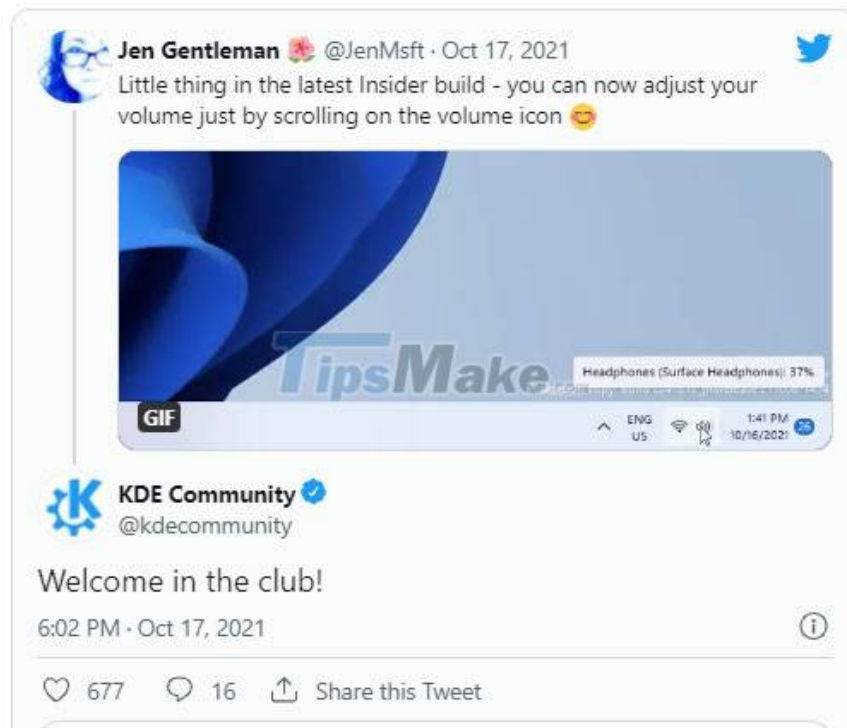 Jen Gentleman 🌺 @JenMsft · Oct 17, 2021
Little thing in the latest Insider build - you can now adjust your
volume just by scrolling on the volume icon 😊
TipsMake.com
Headphones (Surface Headphones): 37%
GIF
ENG
US
1:41 PM
10/16/2021
26
KDE Community
@kdecommunity
Welcome in the club!
6:02 PM · Oct 17, 2021
677 16 Share this Tweet